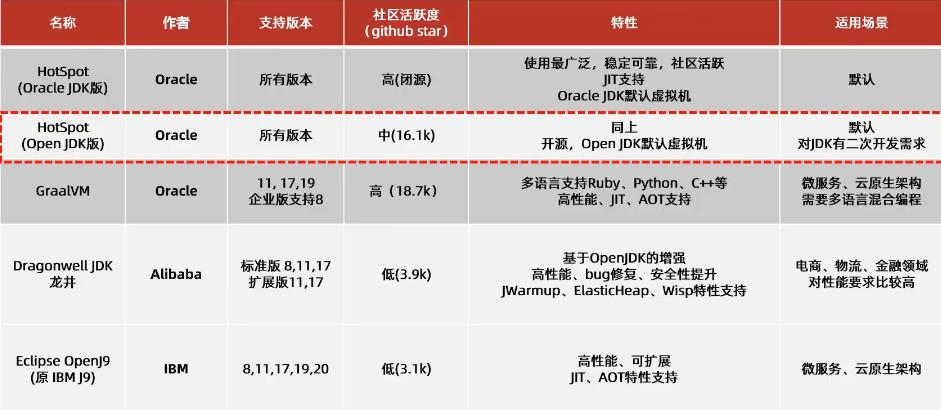 名称 作者 支持版本 社区活跃度 特性 适用场景
（github star）
HotSpot
(Oracle JDK版)
Oracle
所有版本
高(闭源)
使用最广泛，稳定可靠，社区活跃
JIT支持
Oracle JDK默认虚拟机
默认
HotSpot
(Open JDK版)
Oracle
所有版本
中(16.1k)
同上
开源，Open JDK默认虚拟机
默认
对JDK有二次开发需求
GraalVM
Oracle
11, 17,19
企业版支持8
高（18.7k）
多语言支持Ruby、Python、C++等
高性能、JIT、AOT支持
微服务、云原生架构
需要多语言混合编程
Dragonwell JDK
龙井
Alibaba
标准版 8,11,17
扩展版11,17
低(3.9k)
基于OpenJDK的增强
高性能、bug修复、安全性提升
JWarmup、ElasticHeap、Wisp特性支持
电商、物流、金融领域
对性能要求比较高
Eclipse OpenJ9
(原 IBM J9)
IBM
8,11,17,19,20
低(3.1k)
高性能、可扩展
JIT、AOT特性支持
微服务、云原生架构